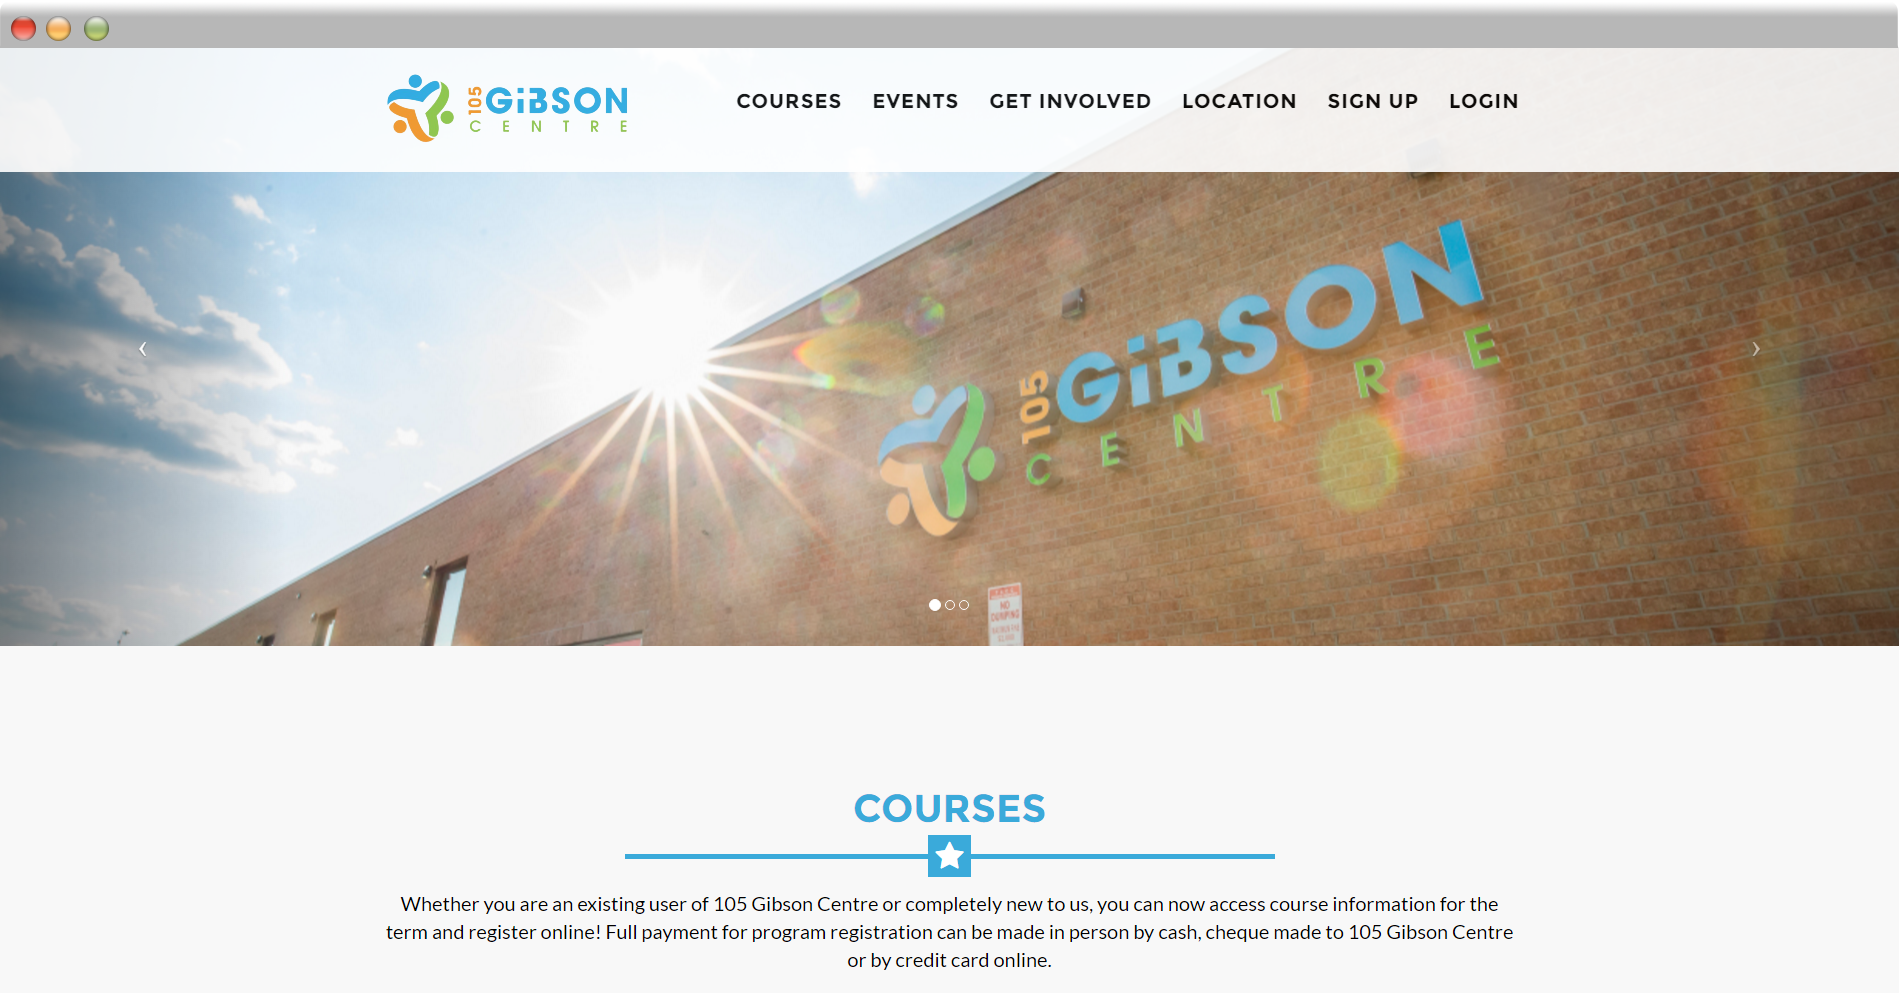 105 GiBSON
CENTRE
COURSES EVENTS GET INVOLVED LOCATION SIGN UP LOGIN
105 GiBSON
CENTRE
NO
DUMPING
COURSES
Whether you are an existing user of 105 Gibson Centre or completely new to us, you can now access course information for the
term and register online! Full payment for program registration can be made in person by cash, cheque made to 105 Gibson Centre
or by credit card online.